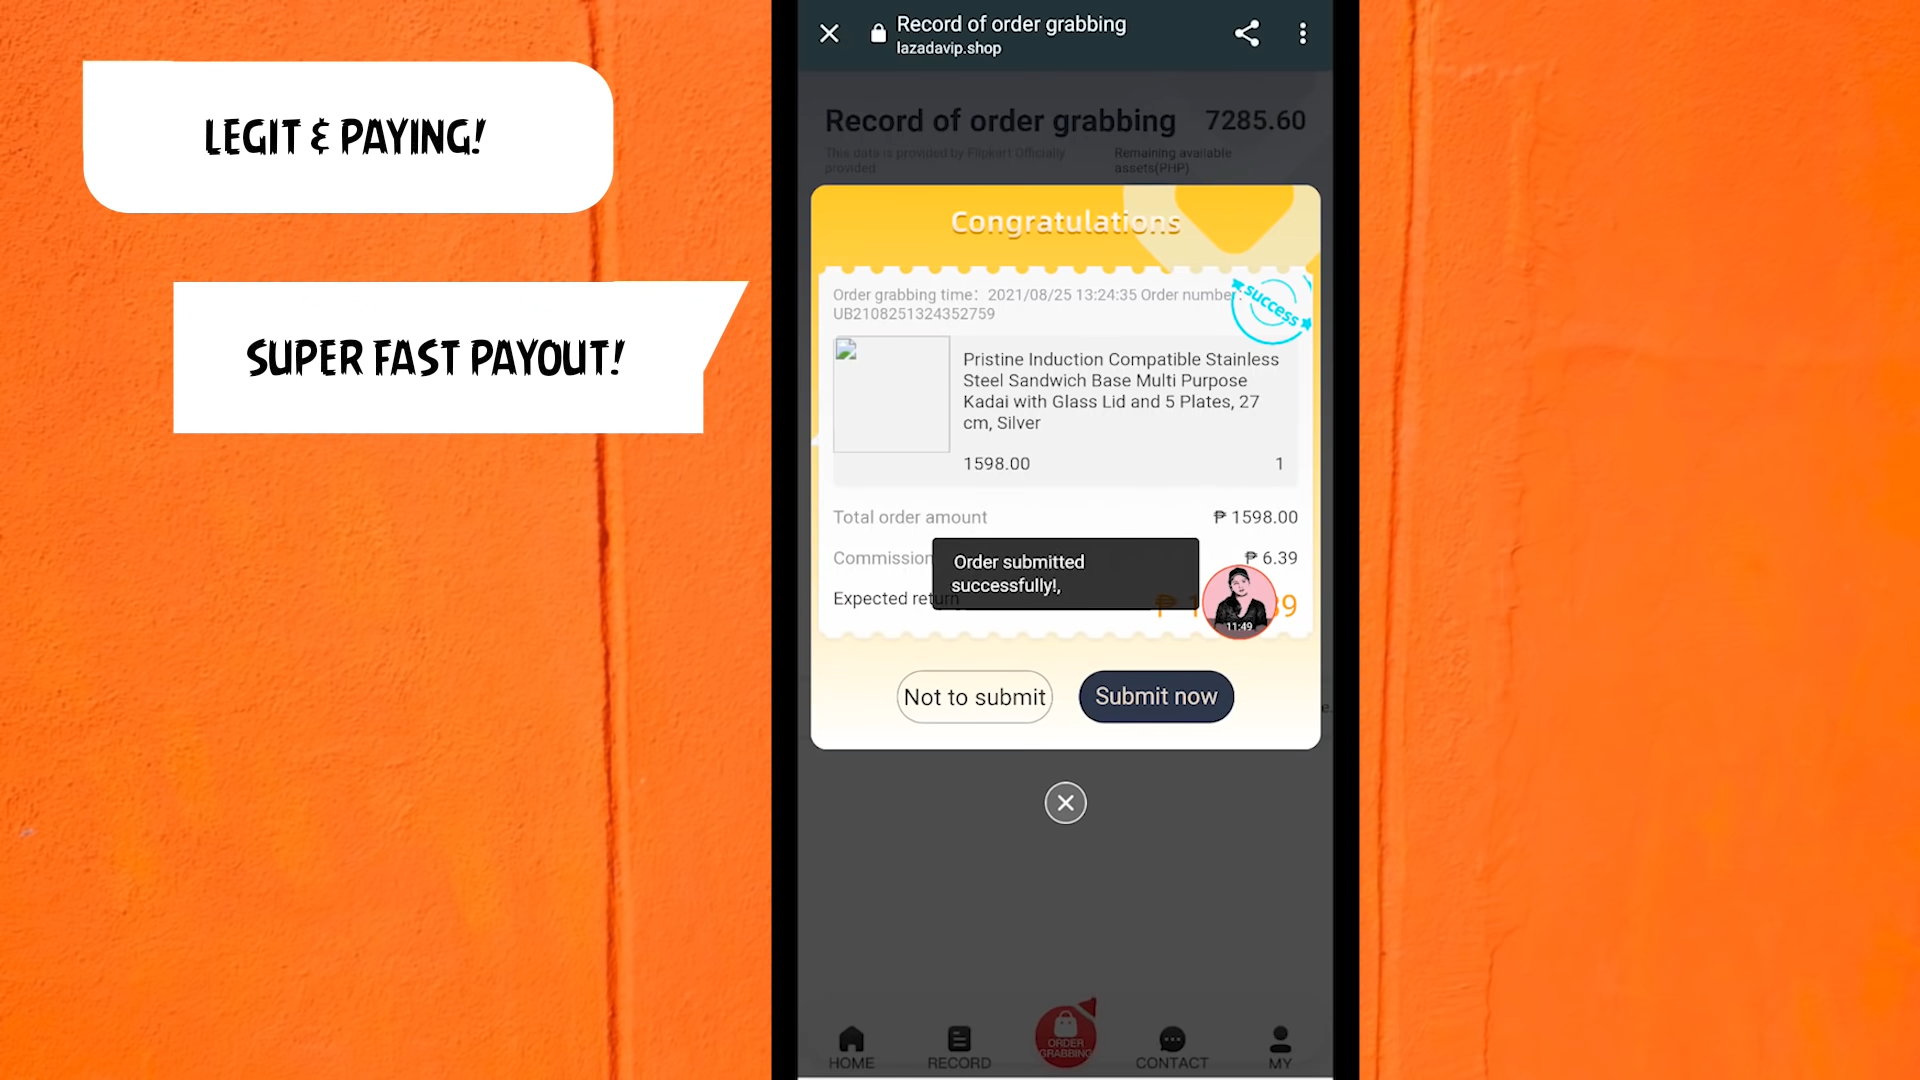 LEGIT & PAYING!
SUPER FAST PAYOUT!
Record of order grabbing
lazadavip.shop
Record of order grabbing 7285.60
This data is provided by Flipkart Officially
provided
Remaining available
assets(PHP)
Congratulations
Order grabbing time: 2021/08/25 13:24:35 Order number:
UB2108251324352759
success
Pristine Induction Compatible Stainless
Steel Sandwich Base Multi Purpose
Kadai with Glass Lid and 5 Plates, 27
cm, Silver
1598.00 1
Total order amount ₱ 1598.00
Commission ₱ 6.39
Order submitted
successfully!,
Expected return
11:49
Not to submit Submit now
ORDER
GRABBING
HOME RECORD CONTACT MY